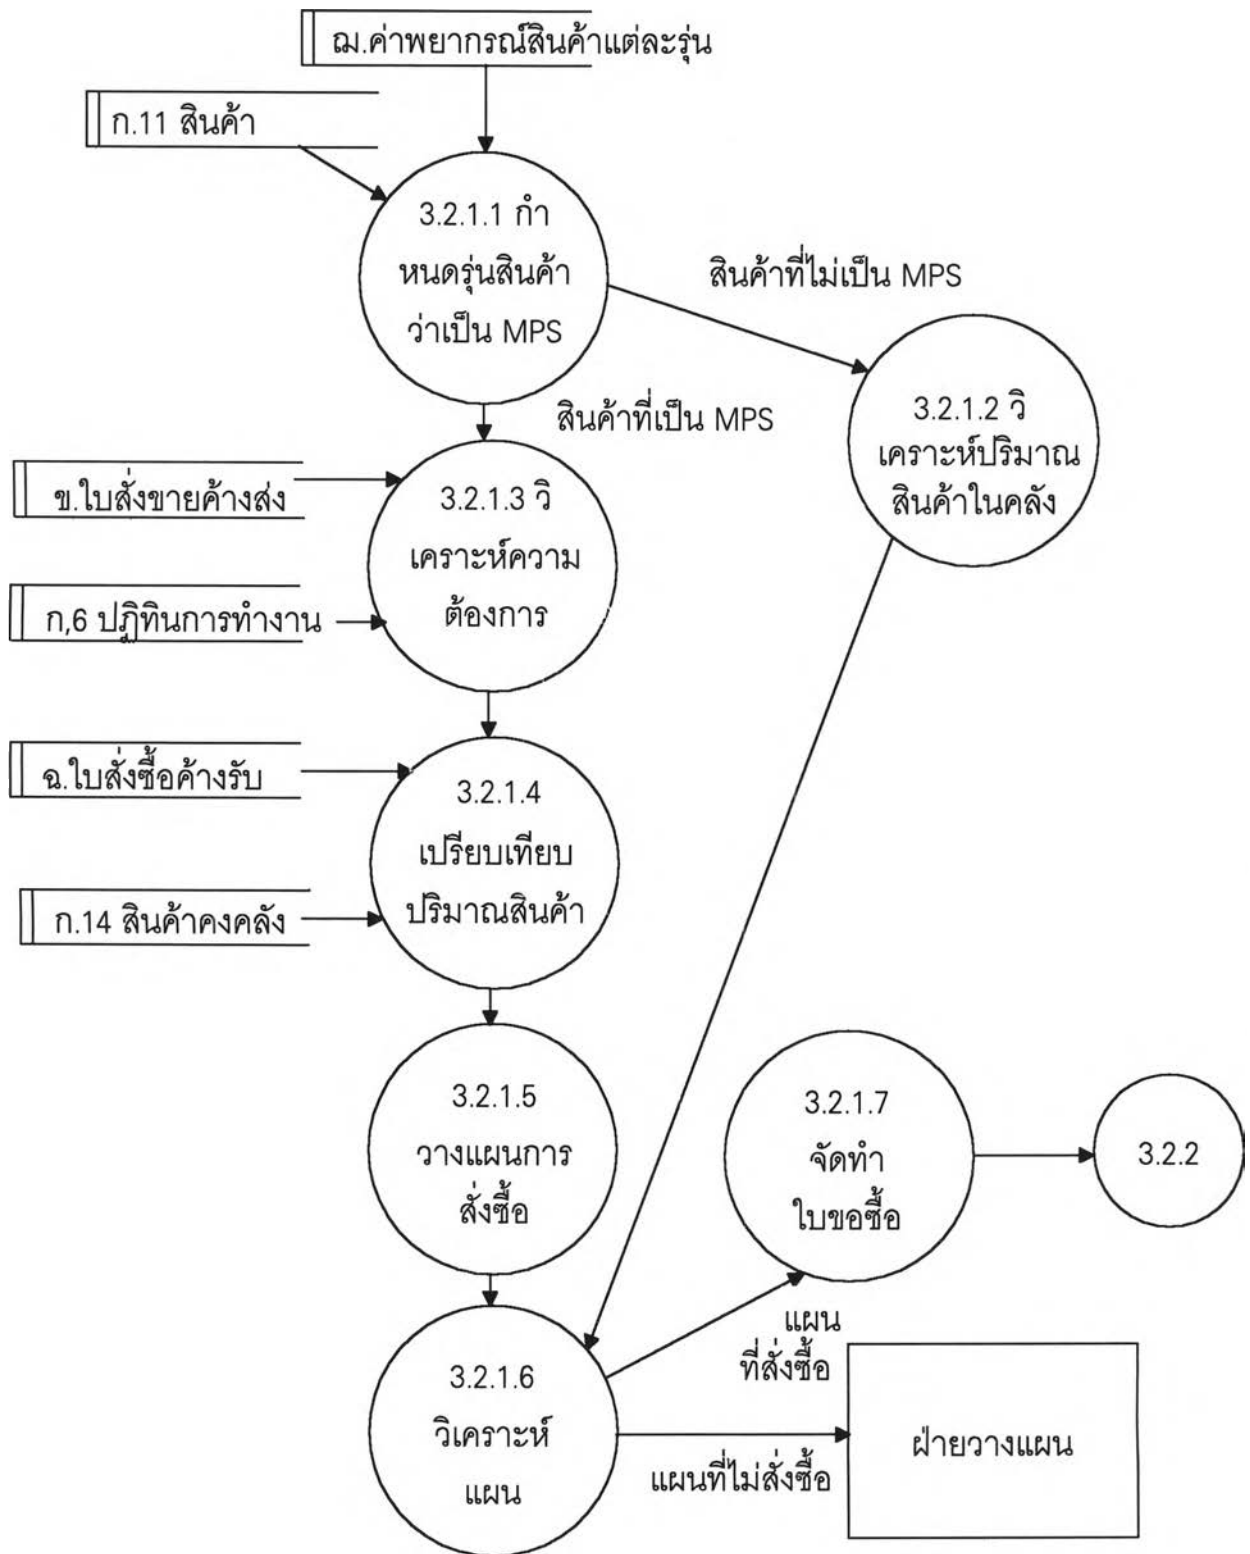 ฌ.ค่าพยากรณ์สินค้าแต่ละรุ่น
ก.11 สินค้า
3.2.1.1 กำ
หนดรุ่นสินค้า
ว่าเป็น MPS
สินค้าที่ไม่เป็น MPS
สินค้าที่เป็น MPS
3.2.1.2 วิ
เคราะห์ปริมาณ
สินค้าในคลัง
ข.ใบสั่งขายค้างส่ง
3.2.1.3 วิ
เคราะห์ความ
ต้องการ
ก,6 ปฏิทินการทำงาน
ฉ.ใบสั่งซื้อค้างรับ
3.2.1.4
เปรียบเทียบ
ปริมาณสินค้า
ก.14 สินค้าคงคลัง
3.2.1.5
วางแผนการ
สั่งซื้อ
3.2.1.7
จัดทำ
ใบขอซื้อ
3.2.2
แผน
ที่สั่งซื้อ
3.2.1.6
วิเคราะห์
แผน
แผนที่ไม่สั่งซื้อ
ฝ่ายวางแผน